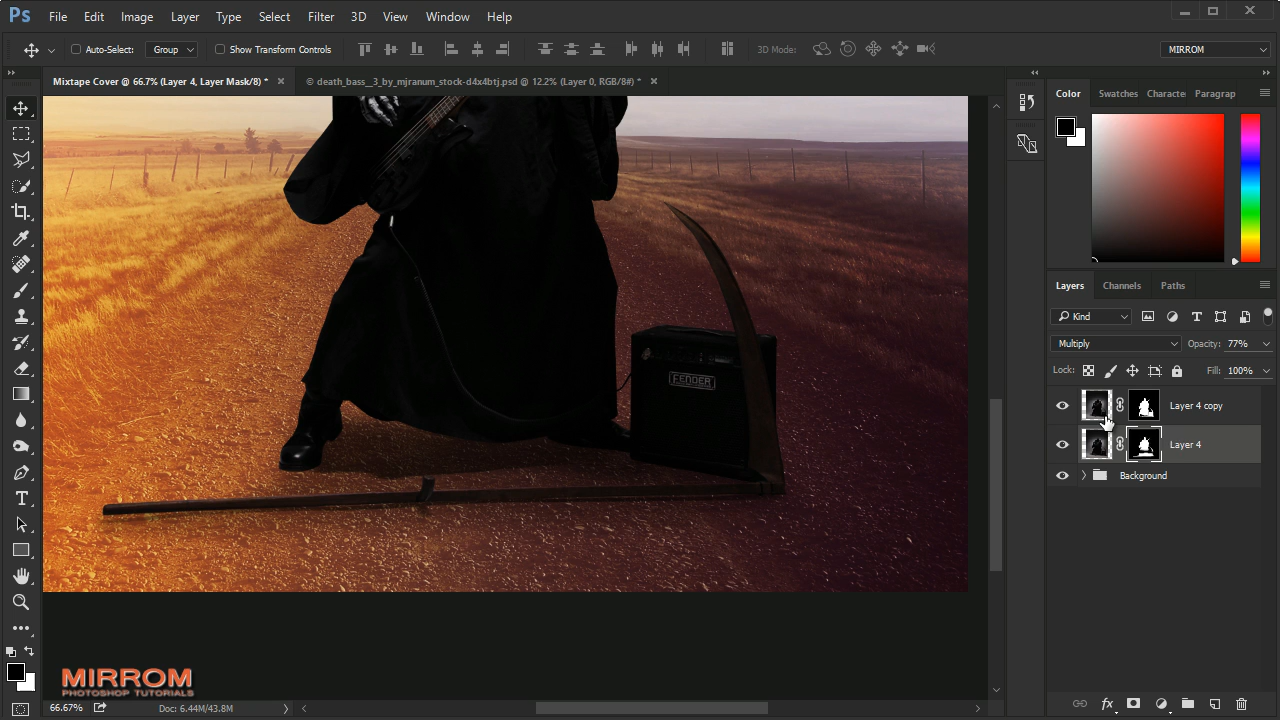 Ps File Edit Image Layer Type Select Filter 3D View Window Help
Auto-Select: Group Show Transform Controls 3D Mode: MIRROM
Mixtape Cover @ 66.7% (Layer 4, Layer Mask/8) * © death_bass__3_by_mjranum_stock-d4x4btj.psd @ 12.2% (Layer 0, RGB/8#) *
Color Swatches Characte Paragrap
Layers Channels Paths
Kind
Multiply Opacity: 77%
Lock: Fill: 100%
Layer 4 copy
Layer 4
Background
FENDER
MIRROM
PHOTOSHOP TUTORIALS
66.67% Doc: 6.44M/43.8M
fx